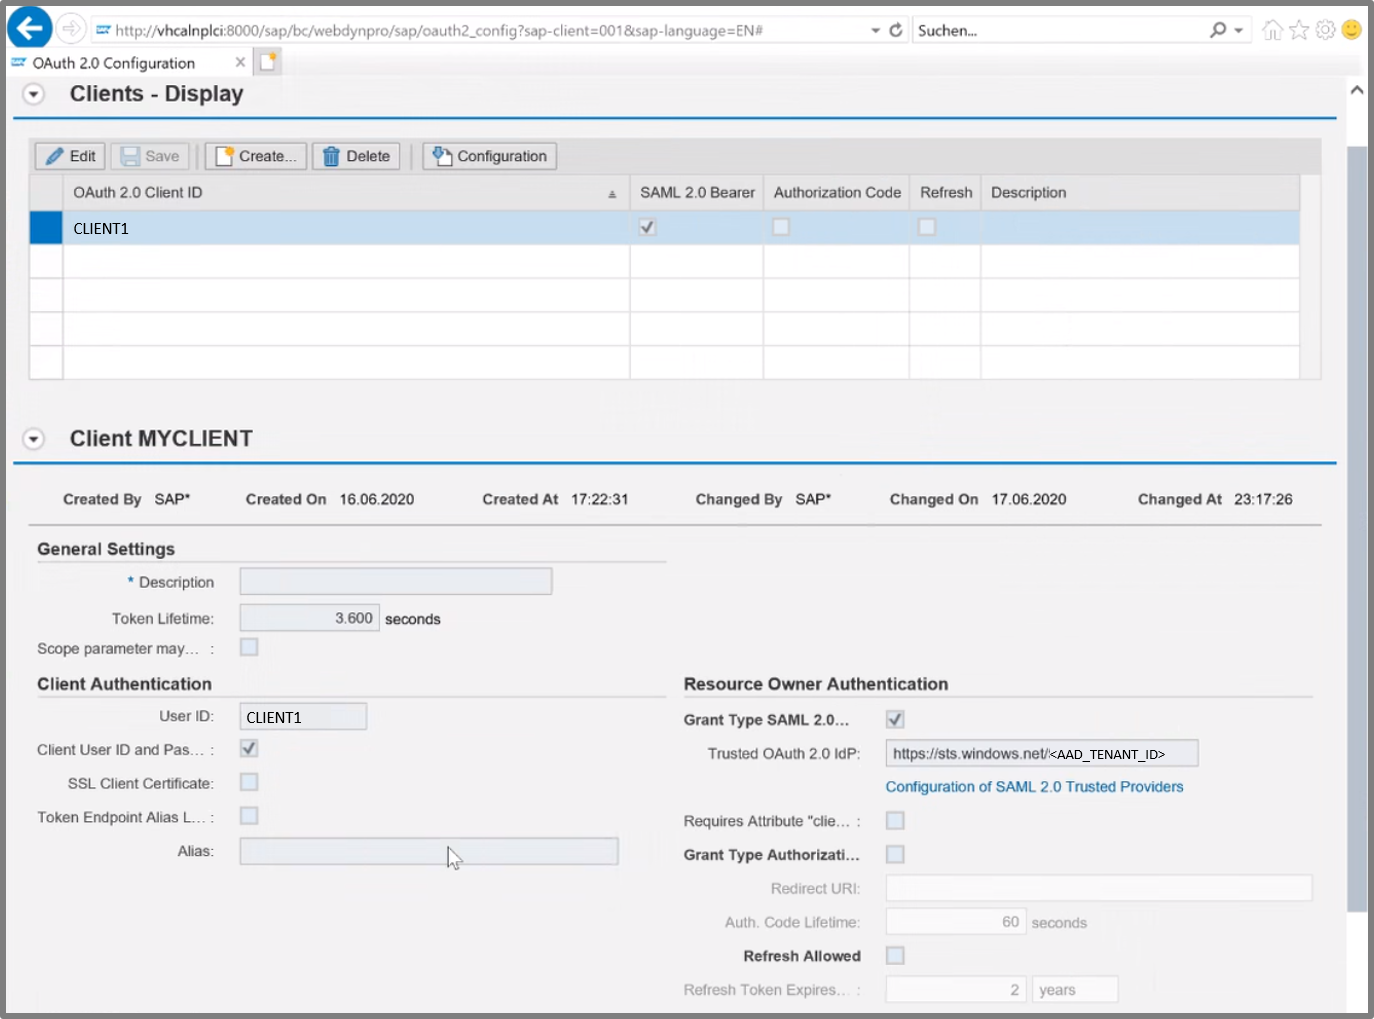 http://vhcalnplci:8000/sap/bc/webdynpro/sap/oauth2_config?sap-client=001&sap-language=EN# Suchen...
SAP OAuth 2.0 Configuration
Clients - Display
Edit Save Create... Delete Configuration
OAuth 2.0 Client ID SAML 2.0 Bearer Authorization Code Refresh Description
CLIENT1
Client MYCLIENT
Created By SAP* Created On 16.06.2020 Created At 17:22:31 Changed By SAP* Changed On 17.06.2020 Changed At 23:17:26
General Settings
* Description
Token Lifetime: 3.600 seconds
Scope parameter may... :
Client Authentication
User ID: CLIENT1
Client User ID and Pas... :
SSL Client Certificate:
Token Endpoint Alias L... :
Alias:
Resource Owner Authentication
Grant Type SAML 2.0...
Trusted OAuth 2.0 IdP: https://sts.windows.net/<AAD_TENANT_ID>
Configuration of SAML 2.0 Trusted Providers
Requires Attribute "clie... :
Grant Type Authorizati...
Redirect URI:
Auth. Code Lifetime: 60 seconds
Refresh Allowed
Refresh Token Expires... : 2 years